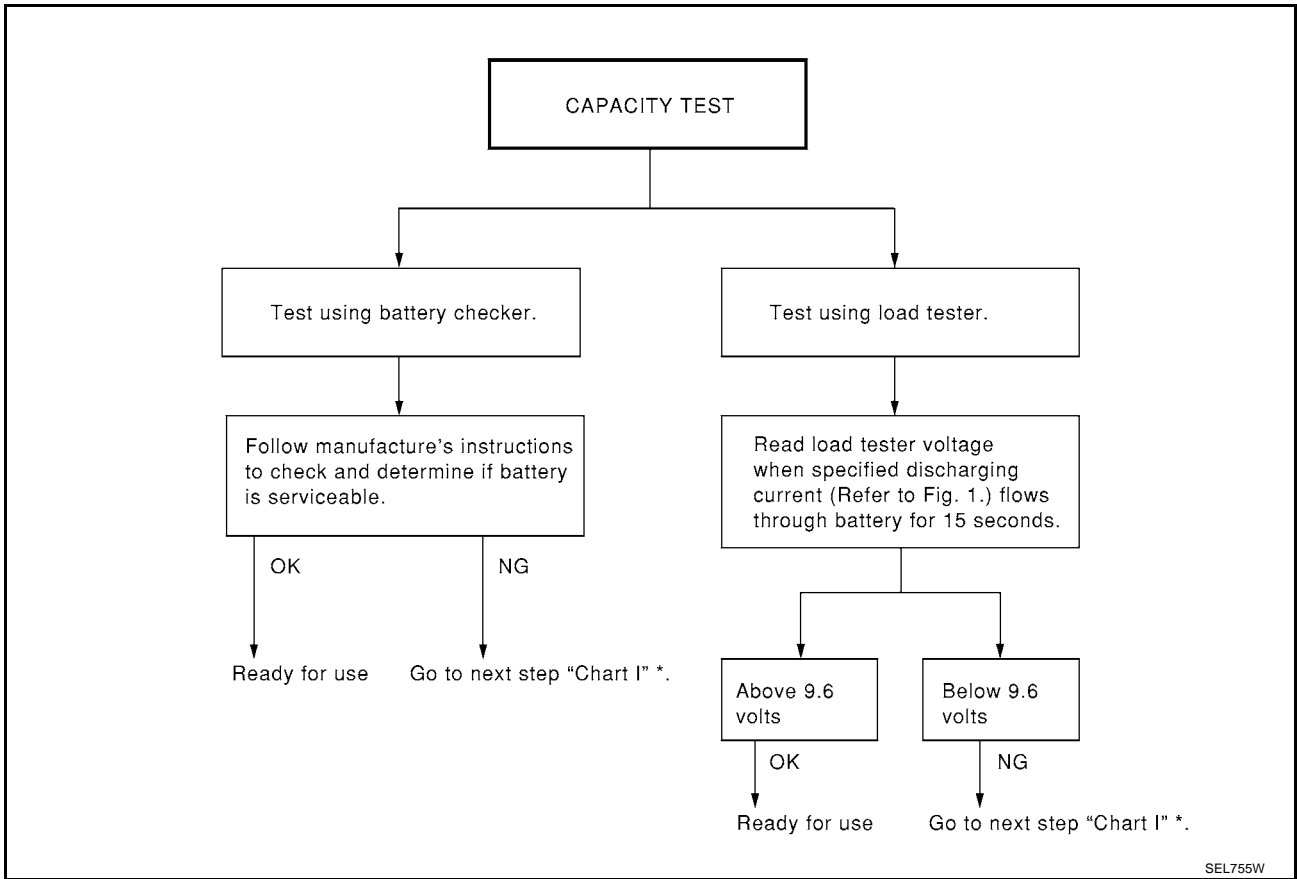 CAPACITY TEST
Test using battery checker.
Test using load tester.
Follow manufacture's instructions
to check and determine if battery
is serviceable.
Read load tester voltage
when specified discharging
current (Refer to Fig. 1.) flows
through battery for 15 seconds.
OK
NG
Ready for use
Go to next step “Chart I” *.
Above 9.6
volts
Below 9.6
volts
OK
NG
Ready for use
Go to next step “Chart I” *.
SEL755W